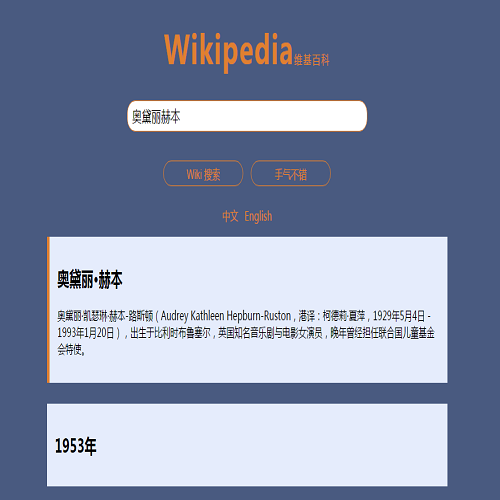 Wikipedia维基百科
奥黛丽赫本
Wiki 搜索 手气不错
中文 English
奥黛丽·赫本
奥黛丽·凯瑟琳·赫本-路斯顿（Audrey Kathleen Hepburn-Ruston，港译：柯德莉·夏萍，1929年5月4日 -
1993年1月20日），出生于比利时布鲁塞尔，英国知名音乐剧与电影女演员，晚年曾经担任联合国儿童基金
会特使。
1953年